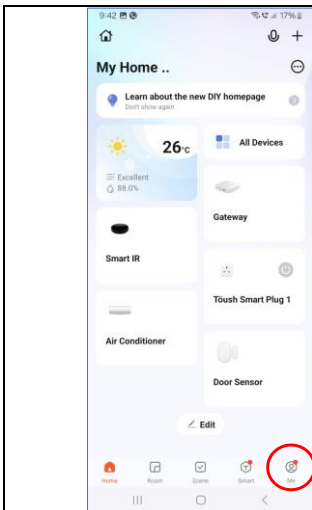 9:42
17%
My Home ..
Learn about the new DIY homepage
Don't show again
26°C
Excellent
88.0%
All Devices
Gateway
Smart IR
Töush Smart Plug 1
Air Conditioner
Door Sensor
Edit
Home Room Scene Smart Me